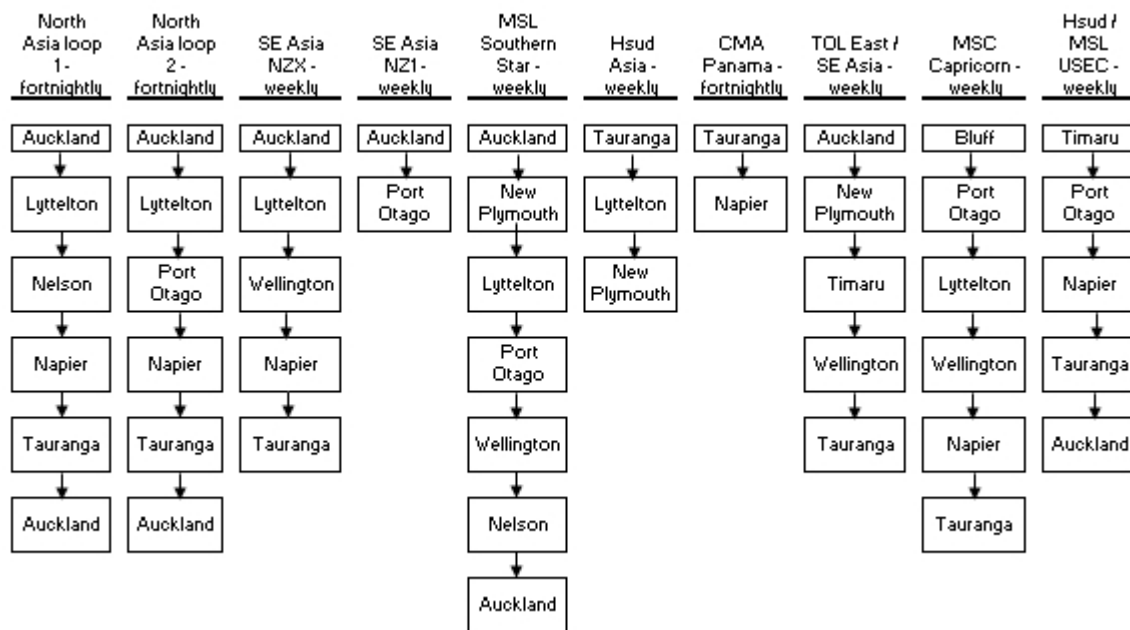 North
Asia loop
1 -
fortnightly
North
Asia loop
2 -
fortnightly
SE Asia
NZX -
weekly
SE Asia
NZ1 -
weekly
MSL
Southern
Star -
weekly
Hsud
Asia -
weekly
CMA
Panama -
fortnightly
TOL East /
SE Asia -
weekly
MSC
Capricorn -
weekly
Hsud /
MSL
USEC -
weekly
Auckland
Lyttelton
Nelson
Napier
Tauranga
Auckland
Auckland
Lyttelton
Port
Otago
Napier
Tauranga
Auckland
Auckland
Lyttelton
Wellington
Napier
Tauranga
Auckland
Port
Otago
Auckland
New
Plymouth
Lyttelton
Port
Otago
Wellington
Nelson
Auckland
Tauranga
Lyttelton
New
Plymouth
Tauranga
Napier
Auckland
New
Plymouth
Timaru
Wellington
Tauranga
Bluff
Port
Otago
Lyttelton
Wellington
Napier
Tauranga
Timaru
Port
Otago
Napier
Tauranga
Auckland